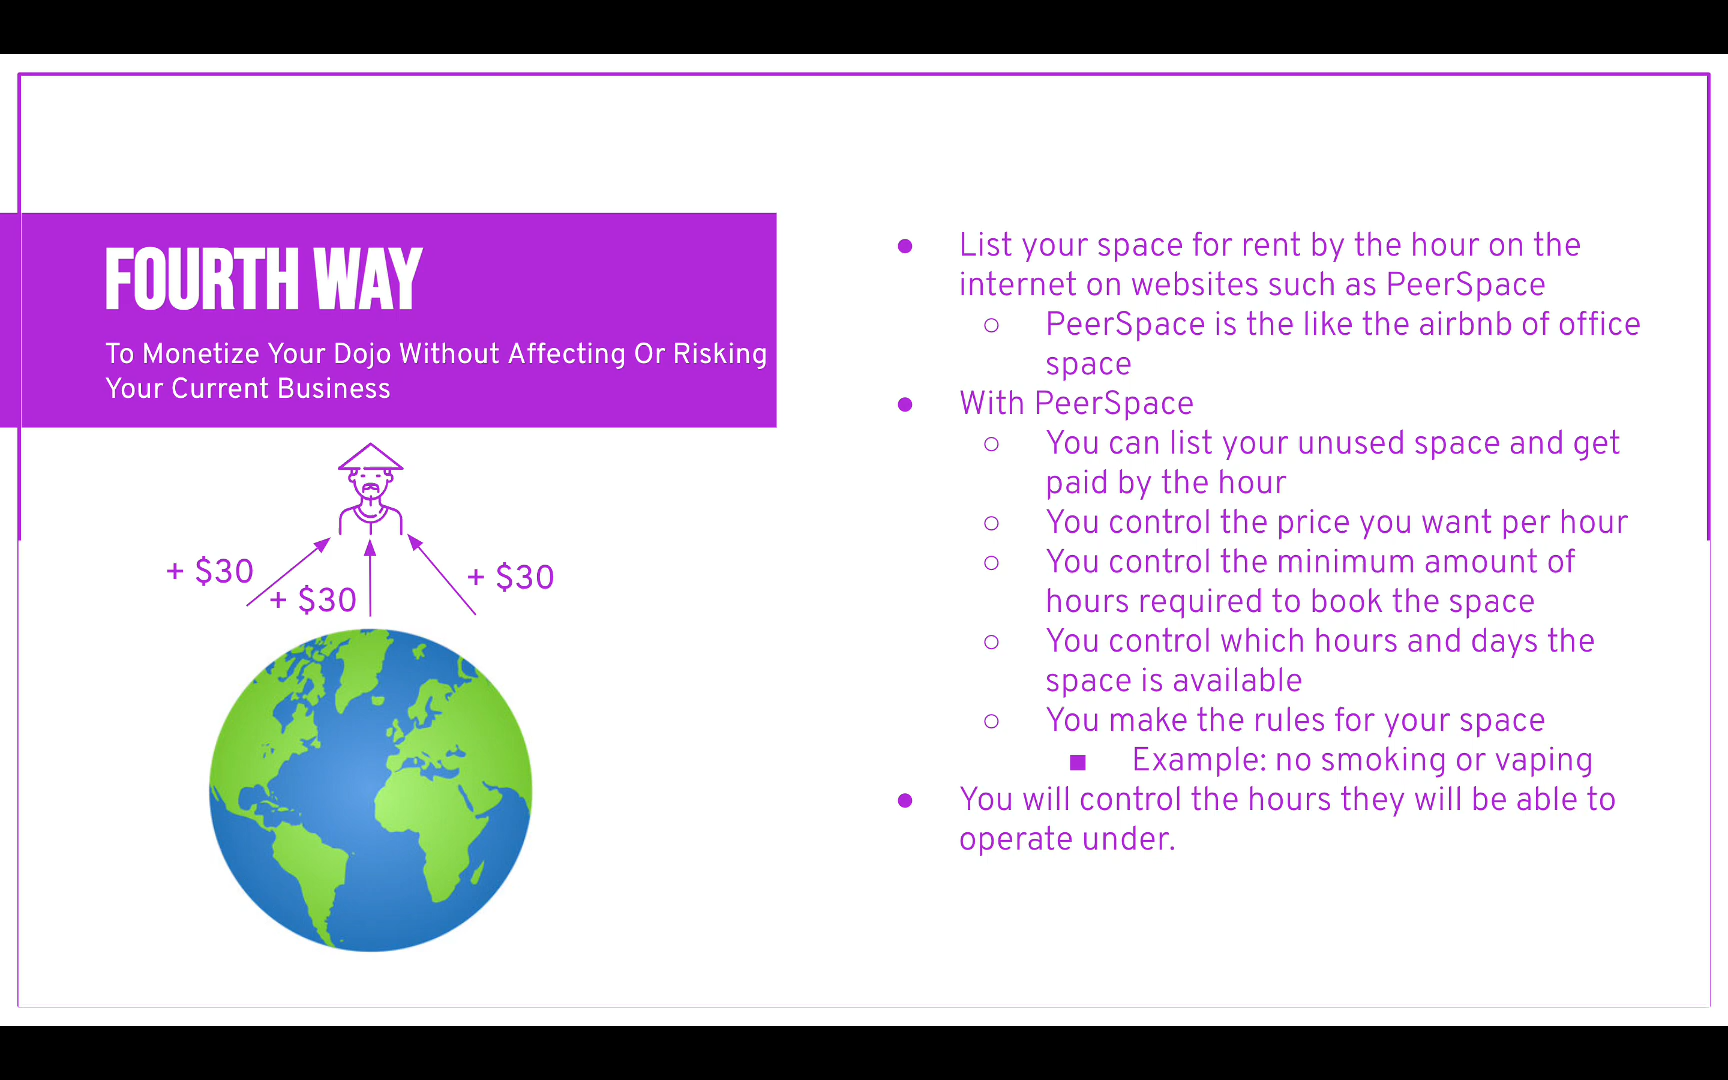 FOURTH WAY
To Monetize Your Dojo Without Affecting Or Risking
Your Current Business
+ $30
+ $30
+ $30
● List your space for rent by the hour on the
internet on websites such as PeerSpace
○ PeerSpace is the like the airbnb of office
space
● With PeerSpace
○ You can list your unused space and get
paid by the hour
○ You control the price you want per hour
○ You control the minimum amount of
hours required to book the space
○ You control which hours and days the
space is available
○ You make the rules for your space
■ Example: no smoking or vaping
● You will control the hours they will be able to
operate under.